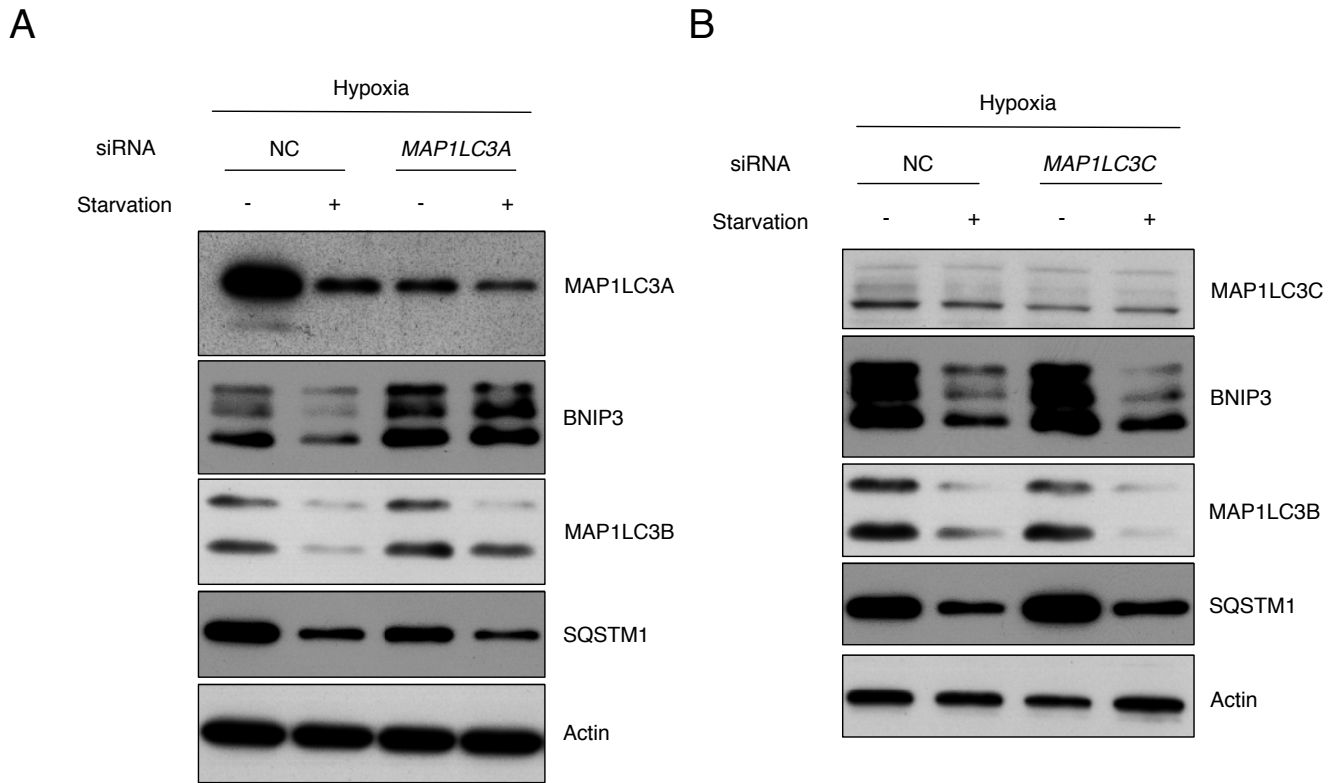 A
Hypoxia
siRNA NC MAP1LC3A
Starvation - + - +
MAP1LC3A
BNIP3
MAP1LC3B
SQSTM1
Actin
B
Hypoxia
siRNA NC MAP1LC3C
Starvation - + - +
MAP1LC3C
BNIP3
MAP1LC3B
SQSTM1
Actin